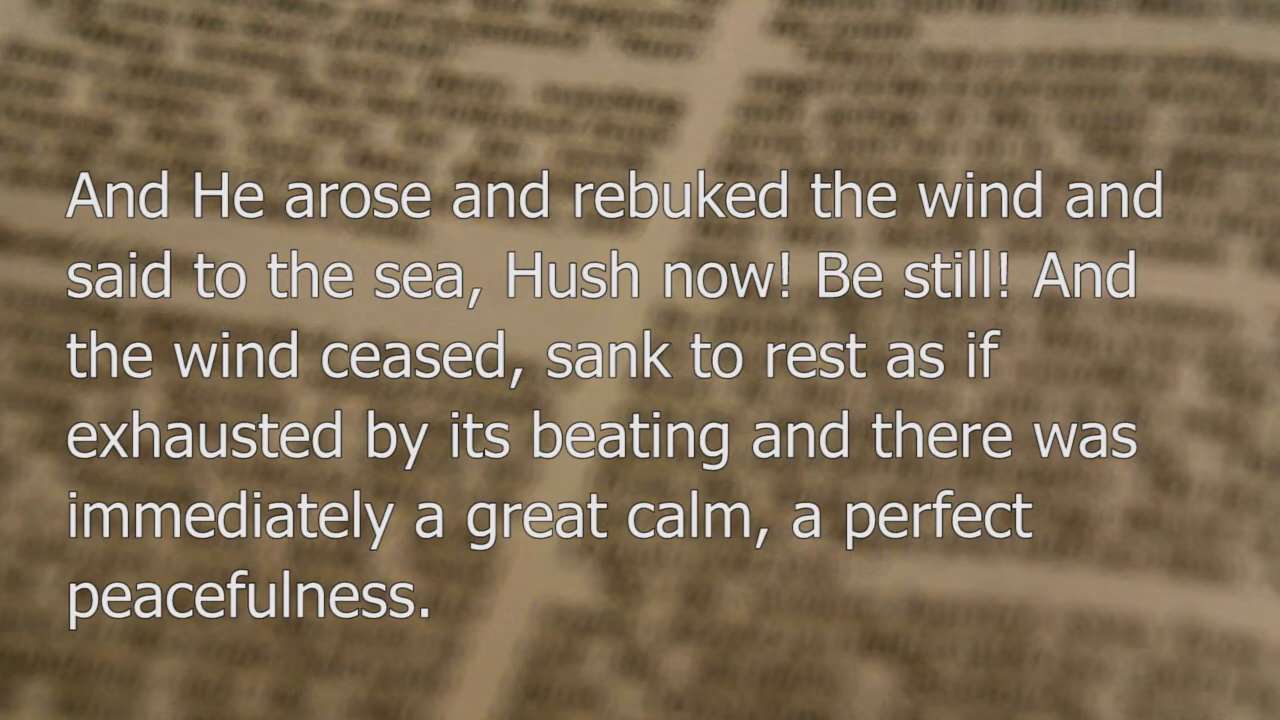 And He arose and rebuked the wind and
said to the sea, Hush now! Be still! And
the wind ceased, sank to rest as if
exhausted by its beating and there was
immediately a great calm, a perfect
peacefulness.